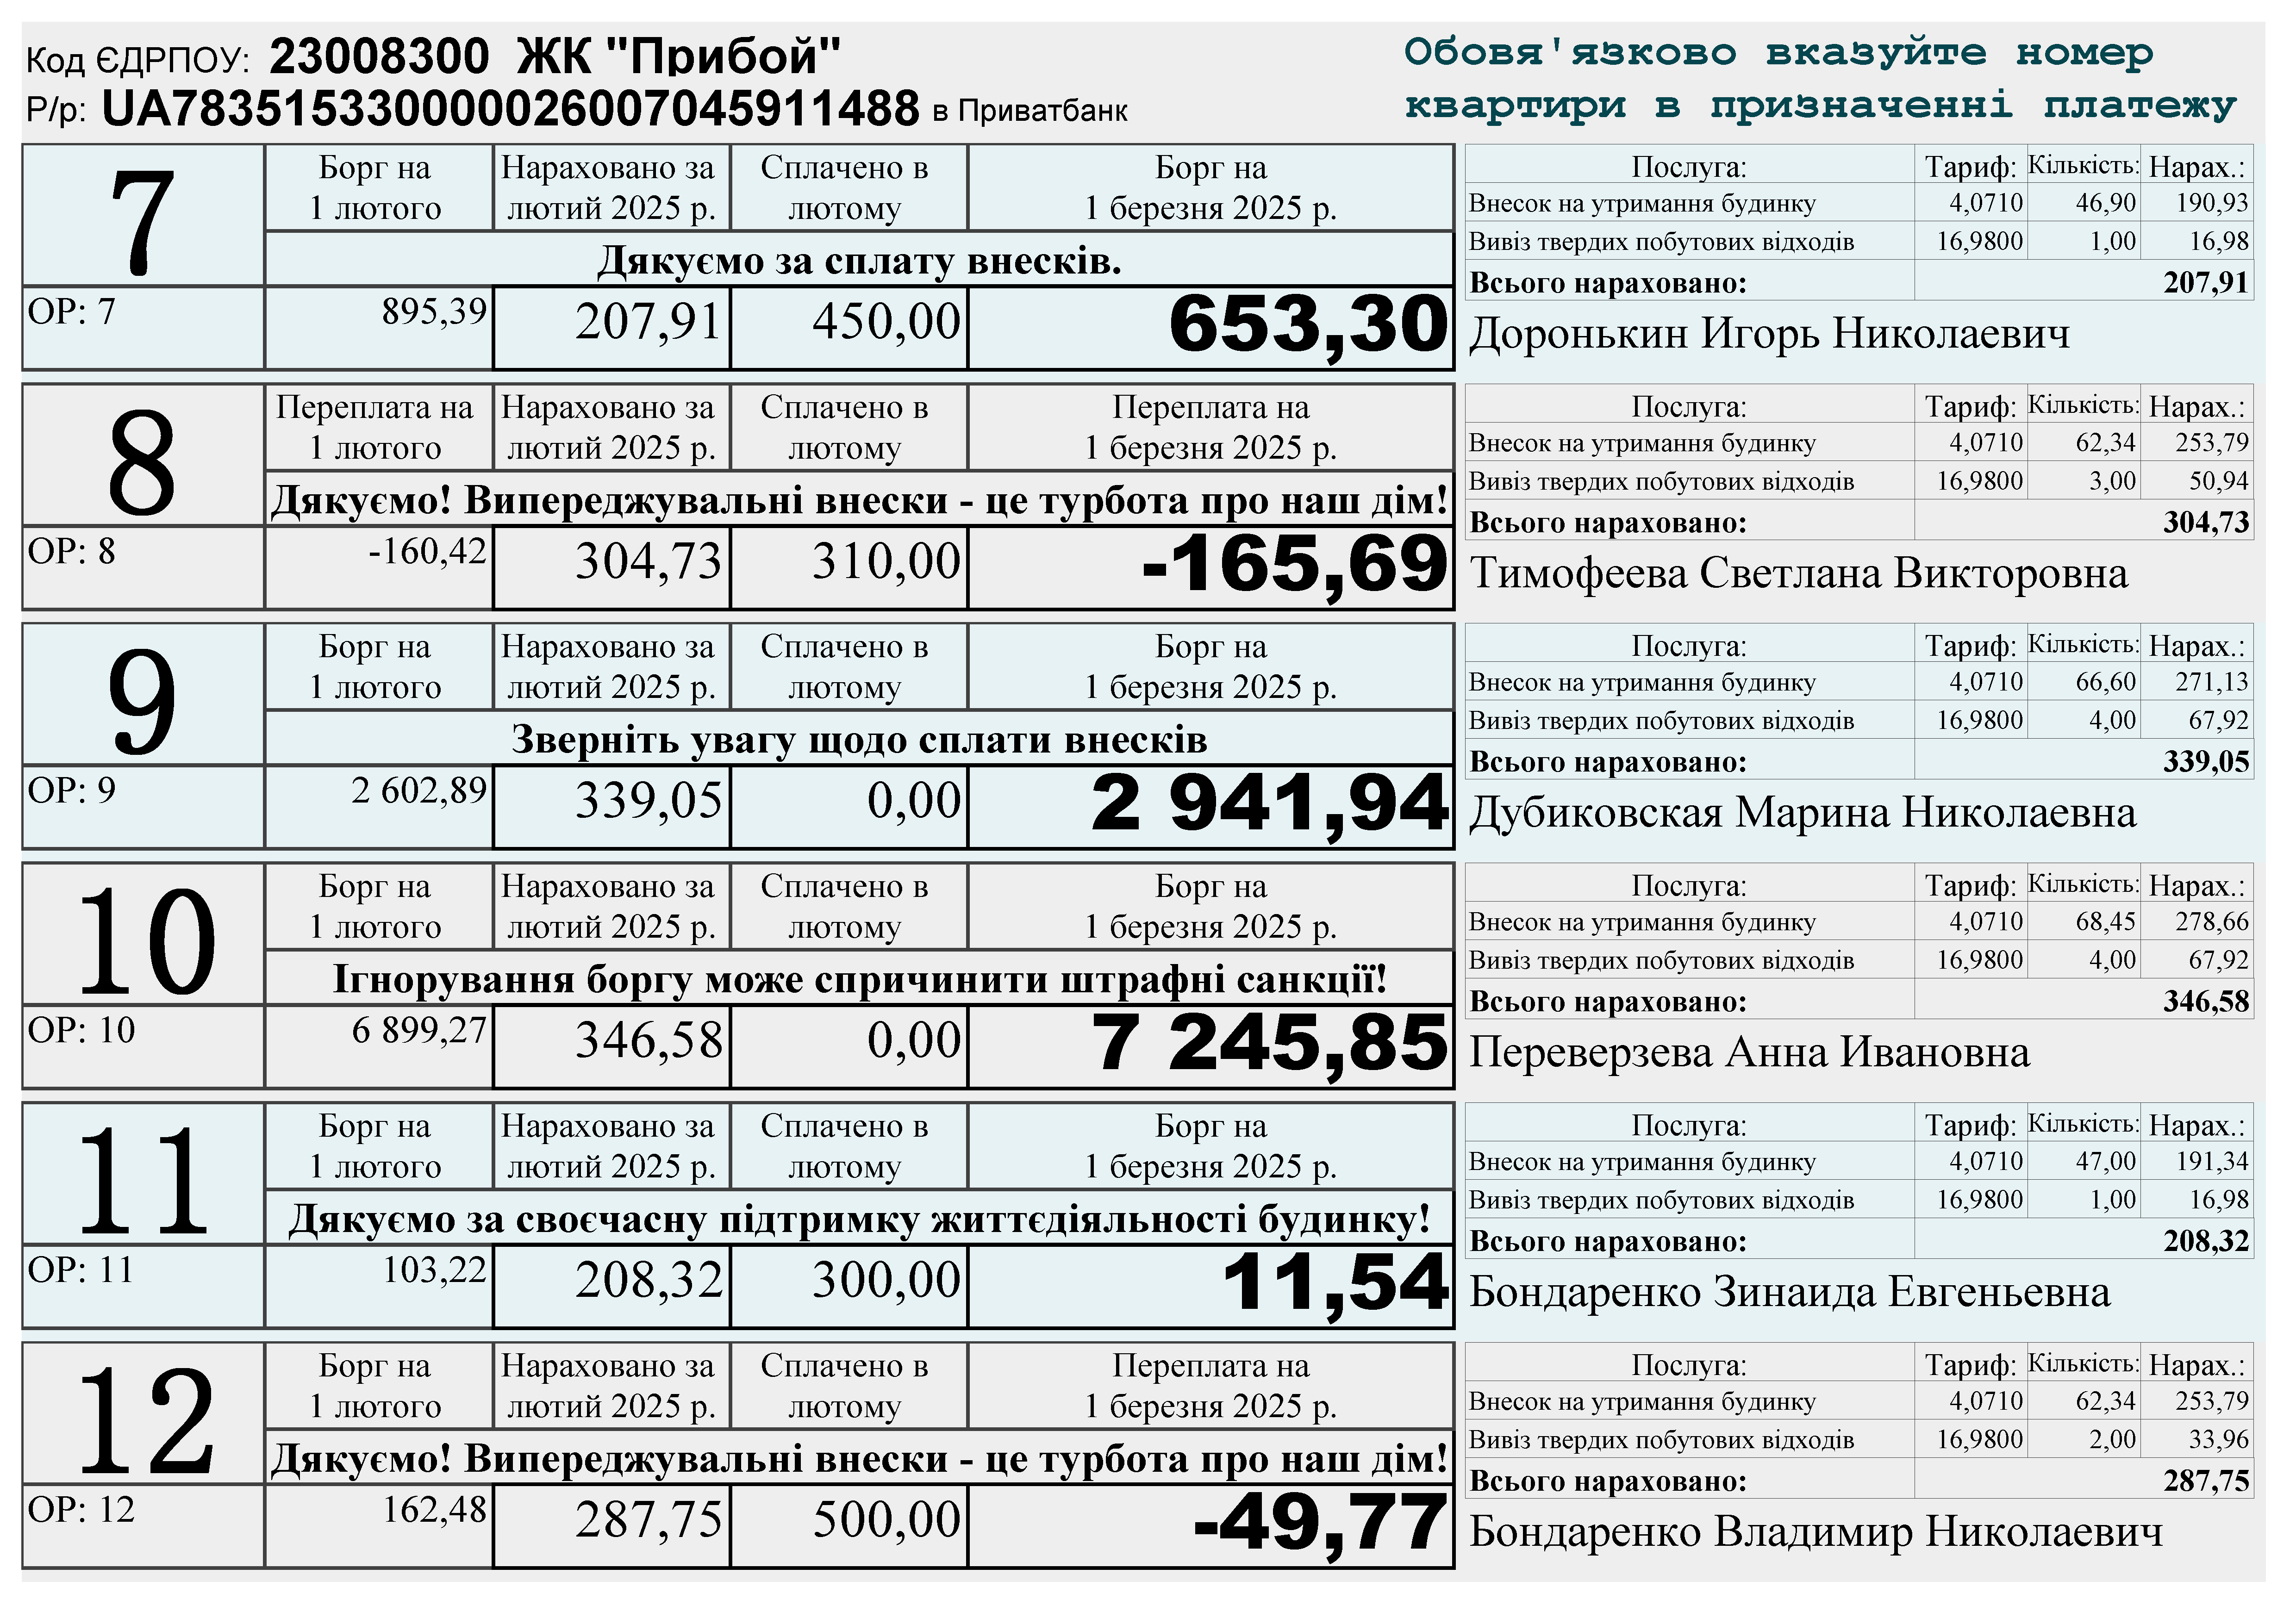 Код ЄДРПОУ: 23008300 ЖК "Прибой"
Р/р: UA783515330000026007045911488 в Приватбанк
Обовя'язково вказуйте номер
квартири в призначенні платежу
7
Борг на
1 лютого
Нараховано за
лютий 2025 р.
Сплачено в
лютому
Борг на
1 березня 2025 р.
Дякуємо за сплату внесків.
ОР: 7 895,39 207,91 450,00 653,30
Послуга: Тариф: Кількість: Нарах.:
Внесок на утримання будинку 4,0710 46,90 190,93
Вивіз твердих побутових відходів 16,9800 1,00 16,98
Всього нараховано: 207,91
Доронькин Игорь Николаевич
8
Переплата на
1 лютого
Нараховано за
лютий 2025 р.
Сплачено в
лютому
Переплата на
1 березня 2025 р.
Дякуємо! Випереджувальні внески - це турбота про наш дім!
ОР: 8 -160,42 304,73 310,00 -165,69
Послуга: Тариф: Кількість: Нарах.:
Внесок на утримання будинку 4,0710 62,34 253,79
Вивіз твердих побутових відходів 16,9800 3,00 50,94
Всього нараховано: 304,73
Тимофеева Светлана Викторовна
9
Борг на
1 лютого
Нараховано за
лютий 2025 р.
Сплачено в
лютому
Борг на
1 березня 2025 р.
Зверніть увагу щодо сплати внесків
ОР: 9 2 602,89 339,05 0,00 2 941,94
Послуга: Тариф: Кількість: Нарах.:
Внесок на утримання будинку 4,0710 66,60 271,13
Вивіз твердих побутових відходів 16,9800 4,00 67,92
Всього нараховано: 339,05
Дубиковская Марина Николаевна
10
Борг на
1 лютого
Нараховано за
лютий 2025 р.
Сплачено в
лютому
Борг на
1 березня 2025 р.
Ігнорування боргу може спричинити штрафні санкції!
ОР: 10 6 899,27 346,58 0,00 7 245,85
Послуга: Тариф: Кількість: Нарах.:
Внесок на утримання будинку 4,0710 68,45 278,66
Вивіз твердих побутових відходів 16,9800 4,00 67,92
Всього нараховано: 346,58
Переверзева Анна Ивановна
11
Борг на
1 лютого
Нараховано за
лютий 2025 р.
Сплачено в
лютому
Борг на
1 березня 2025 р.
Дякуємо за своєчасну підтримку життєдіяльності будинку!
ОР: 11 103,22 208,32 300,00 11,54
Послуга: Тариф: Кількість: Нарах.:
Внесок на утримання будинку 4,0710 47,00 191,34
Вивіз твердих побутових відходів 16,9800 1,00 16,98
Всього нараховано: 208,32
Бондаренко Зинаида Евгеньевна
12
Борг на
1 лютого
Нараховано за
лютий 2025 р.
Сплачено в
лютому
Переплата на
1 березня 2025 р.
Дякуємо! Випереджувальні внески - це турбота про наш дім!
ОР: 12 162,48 287,75 500,00 -49,77
Послуга: Тариф: Кількість: Нарах.:
Внесок на утримання будинку 4,0710 62,34 253,79
Вивіз твердих побутових відходів 16,9800 2,00 33,96
Всього нараховано: 287,75
Бондаренко Владимир Николаевич